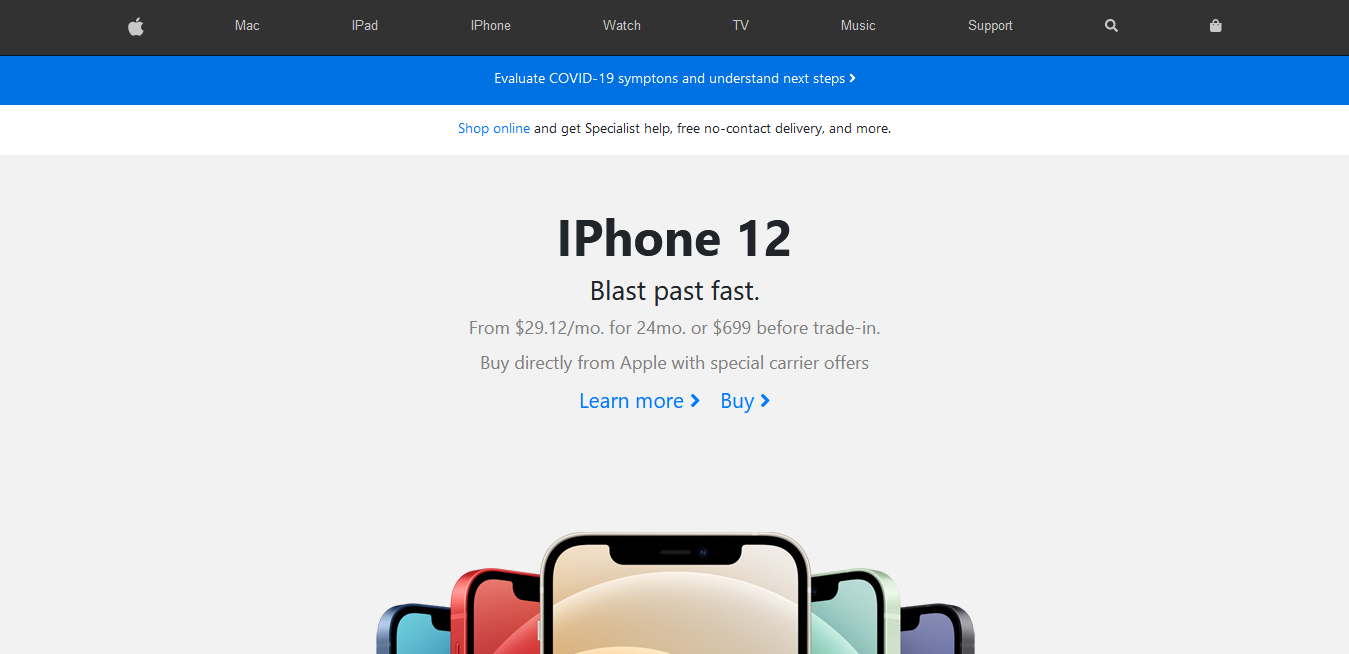 Mac IPad IPhone Watch TV Music Support
Evaluate COVID-19 symptons and understand next steps
Shop online and get Specialist help, free no-contact delivery, and more.
IPhone 12
Blast past fast.
From $29.12/mo. for 24mo. or $699 before trade-in.
Buy directly from Apple with special carrier offers
Learn more Buy